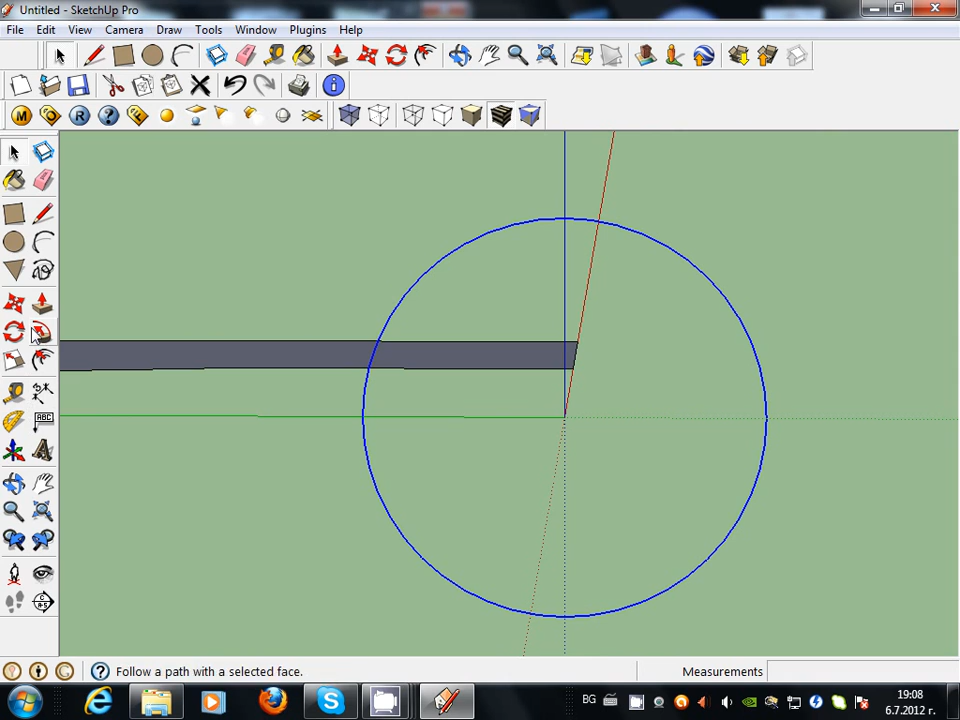 Untitled - SketchUp Pro
File Edit View Camera Draw Tools Window Plugins Help
M R ?
ABC
A
? Follow a path with a selected face. Measurements
BG 19:08
6.7.2012 г.